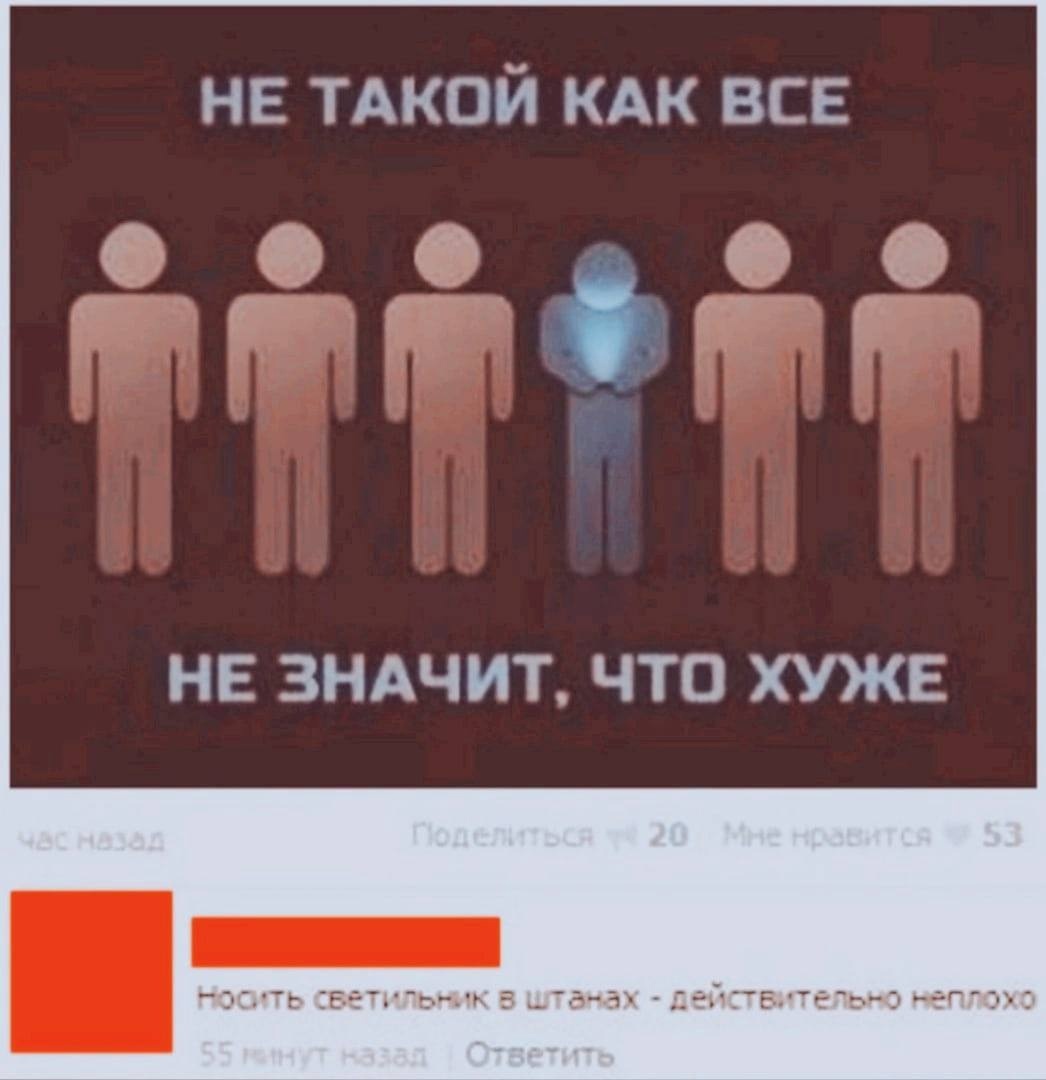 НЕ ТАКОЙ КАК ВСЕ
НЕ ЗНАЧИТ, ЧТО ХУЖЕ
час назад Поделиться 20 Мне нравится 53
Носить светильник в штанах - действительно неплохо
55 минут назад | Ответить